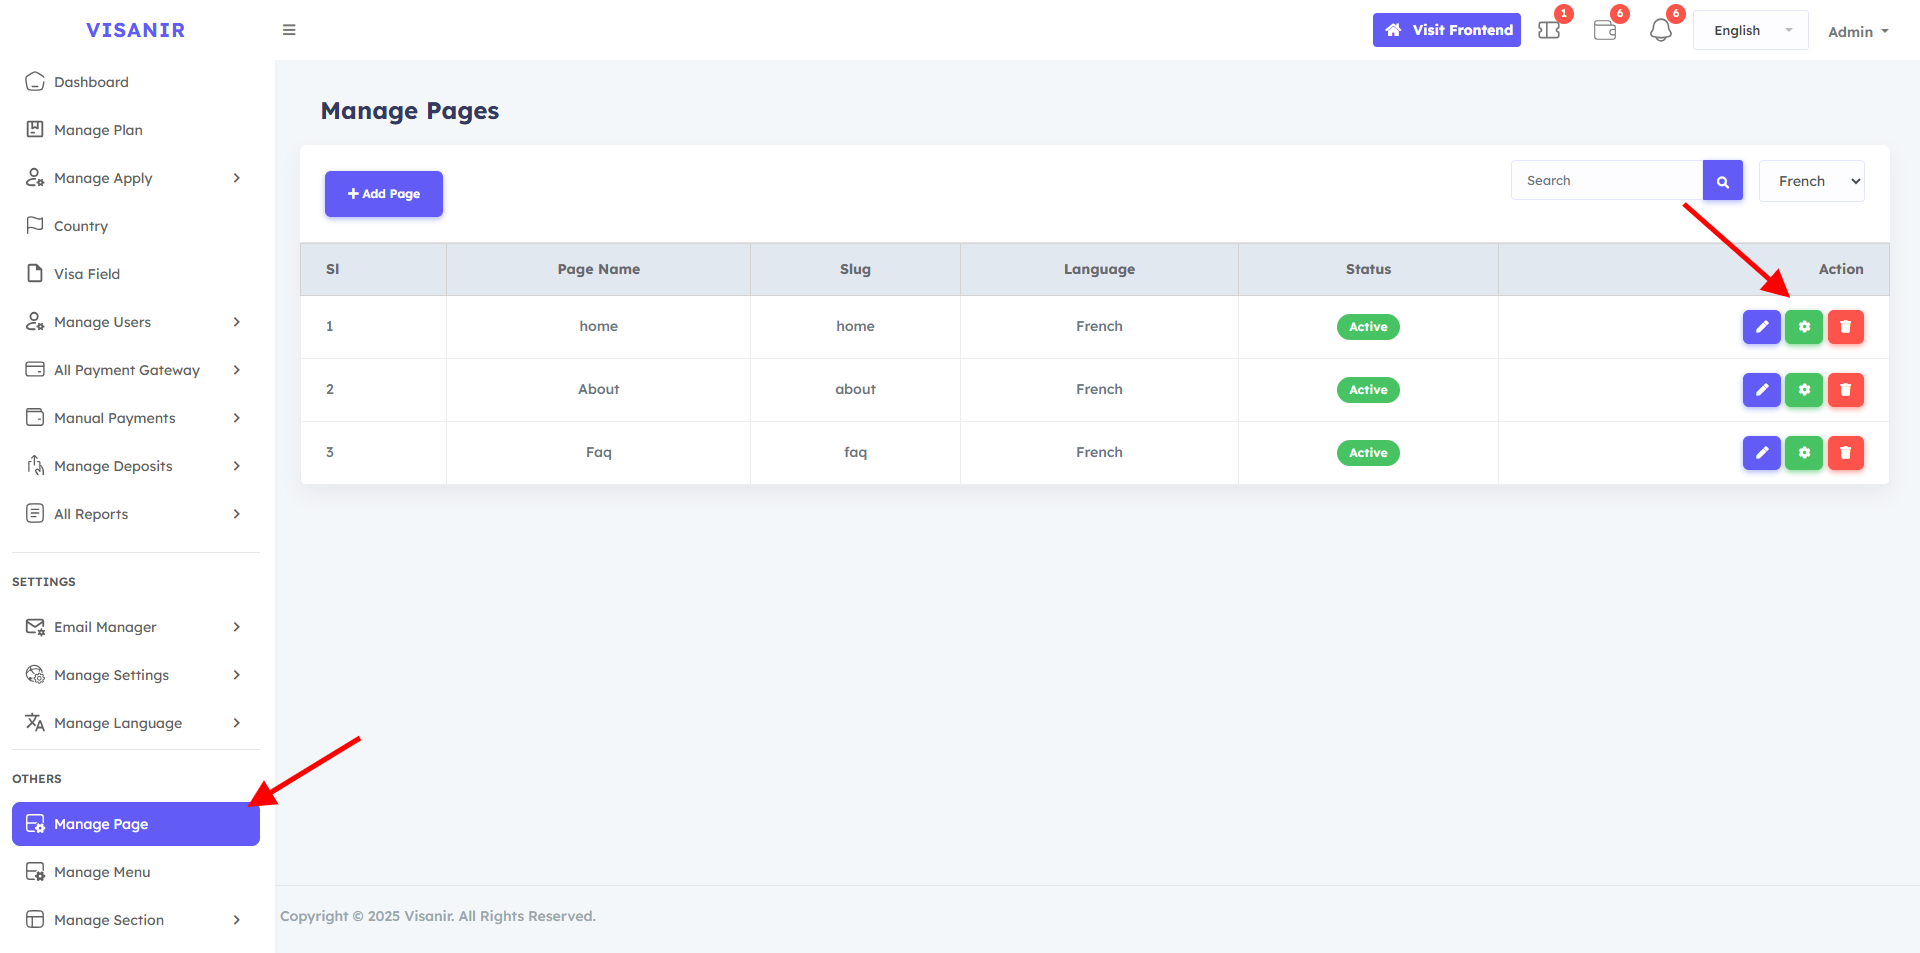 VISANIR
Visit Frontend
1
6
6
English
Admin
Dashboard
Manage Plan
Manage Apply
Country
Visa Field
Manage Users
All Payment Gateway
Manual Payments
Manage Deposits
All Reports
SETTINGS
Email Manager
Manage Settings
Manage Language
OTHERS
Manage Page
Manage Menu
Manage Section
Manage Pages
+ Add Page
Search
French
Sl Page Name Slug Language Status Action
1 home home French Active
2 About about French Active
3 Faq faq French Active
Copyright © 2025 Visanir. All Rights Reserved.